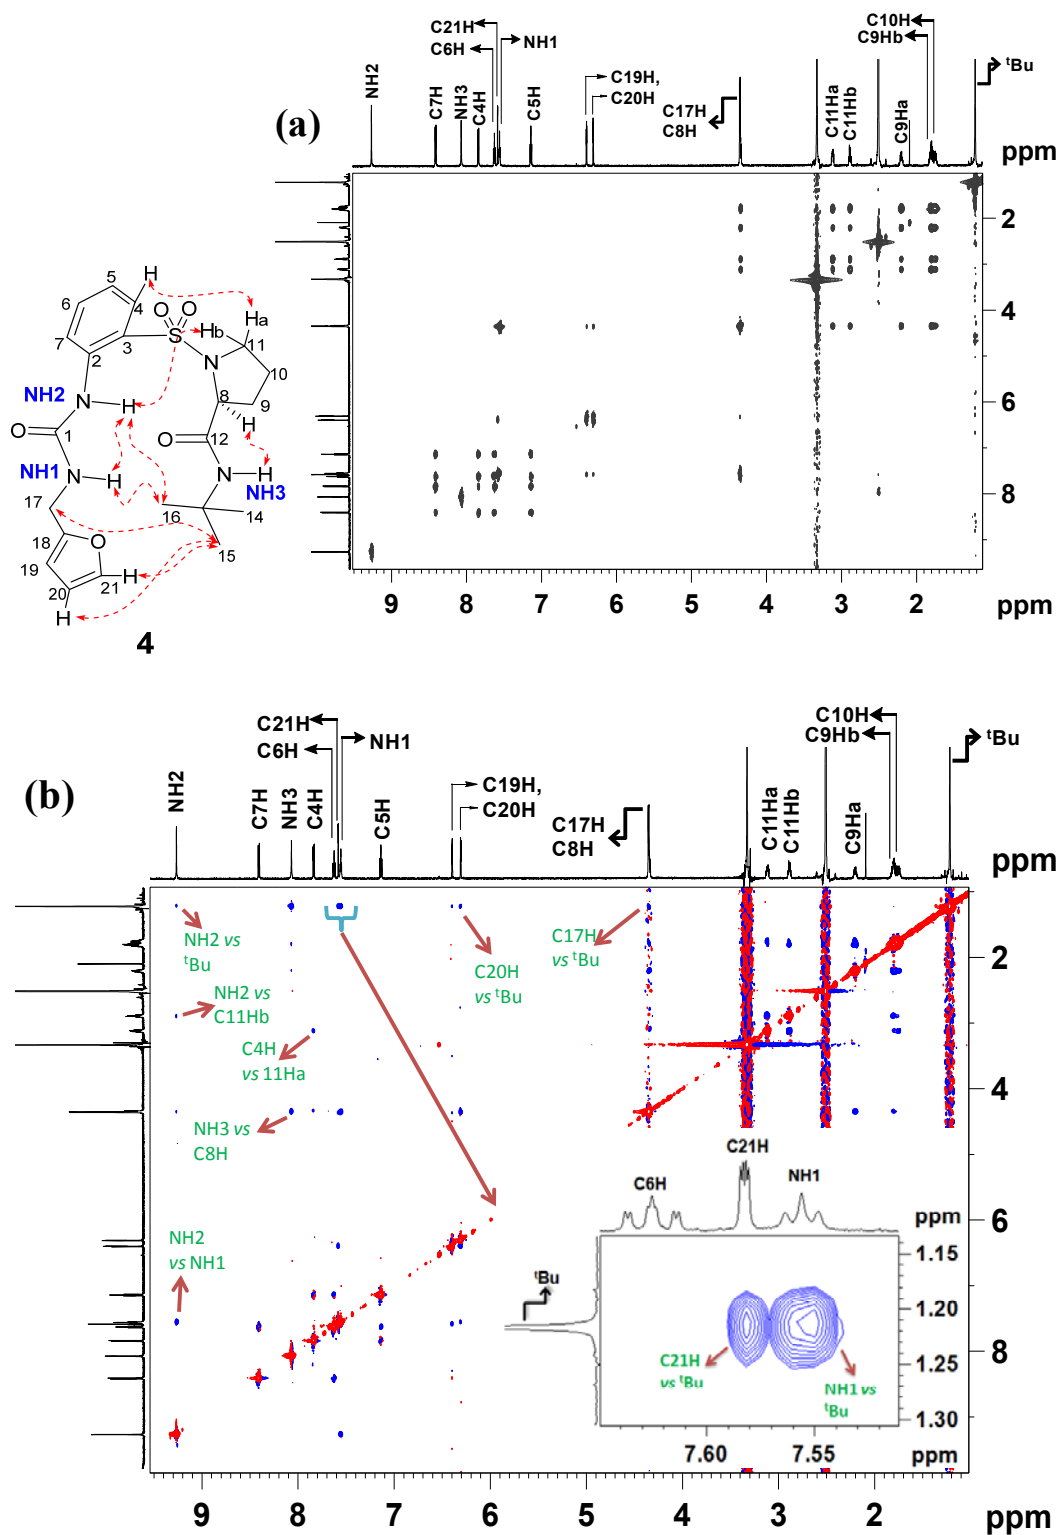 (a)
NH2
C7H
NH3
C4H
C6H
C21H
NH1
C5H
C19H,
C20H
C17H
C8H
C11Ha
C11Hb
C9Ha
C9Hb
C10H
tBu
ppm
2
4
6
8
9 8 7 6 5 4 3 2
ppm
H
5
6
4
7
3
2
O O
S
Hb
Ha
11
N
10
9
8
H
NH2
N
H
O
1
12
O
NH1
N
H
N
H
NH3
17
16
14
15
18
O
19
20
21
H
H
4
(b)
NH2
C7H
NH3
C4H
C6H
C21H
NH1
C5H
C19H,
C20H
C17H
C8H
C11Ha
C11Hb
C9Ha
C9Hb
C10H
tBu
ppm
2
4
6
8
NH2 vs
tBu
NH2 vs
C11Hb
C4H
vs 11Ha
NH3 vs
C8H
NH2
vs NH1
C20H
vs tBu
C17H
vs tBu
C6H
C21H
NH1
ppm
tBu
1.15
1.20
1.25
1.30
C21H
vs tBu
NH1 vs
tBu
7.60 7.55 ppm
9 8 7 6 5 4 3 2 ppm